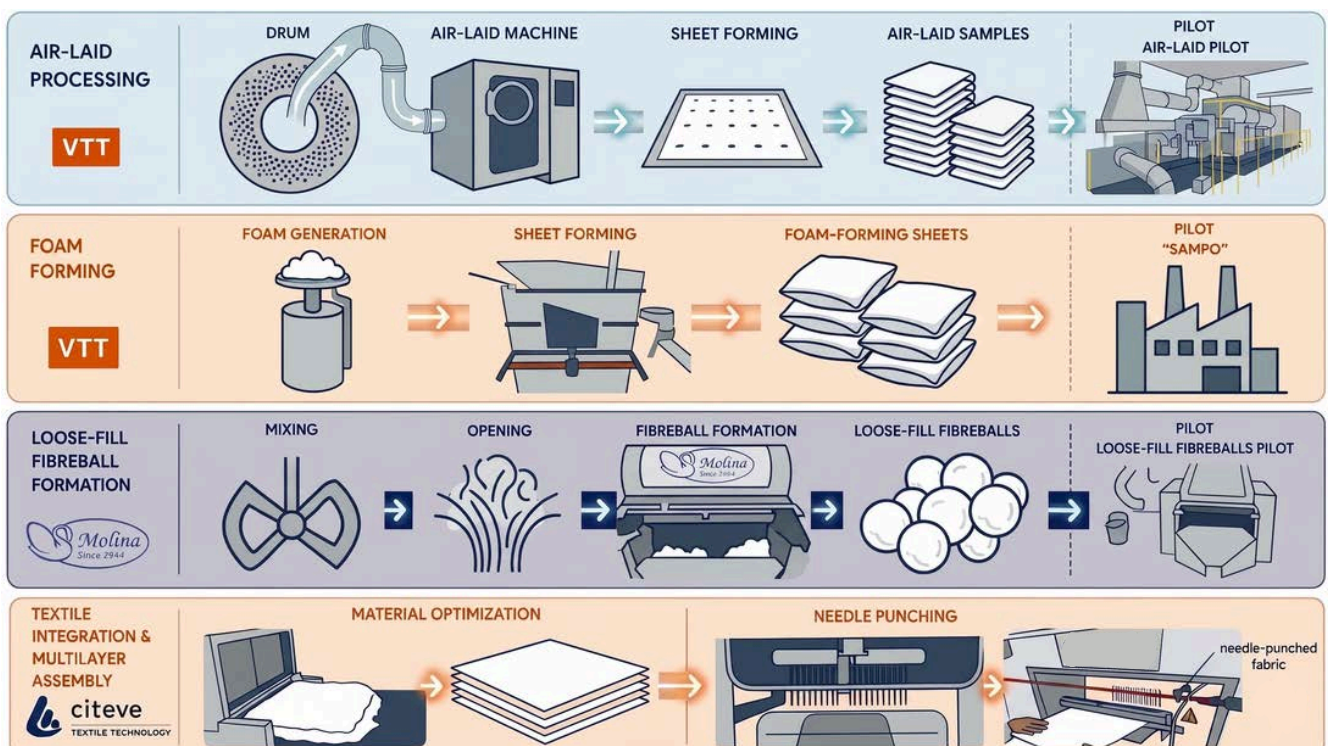 AIR-LAID
PROCESSING
VTT
DRUM
AIR-LAID MACHINE
SHEET FORMING
AIR-LAID SAMPLES
PILOT
AIR-LAID PILOT
FOAM
FORMING
VTT
FOAM GENERATION
SHEET FORMING
FOAM-FORMING SHEETS
PILOT
“SAMPO”
LOOSE-FILL
FIBREBALL
FORMATION
Molina
Since 2944
MIXING
OPENING
FIBREBALL FORMATION
Molina
Since 2964
LOOSE-FILL FIBREBALLS
PILOT
LOOSE-FILL FIBREBALLS PILOT
TEXTILE
INTEGRATION &
MULTILAYER
ASSEMBLY
citeve
TEXTILE TECHNOLOGY
MATERIAL OPTIMIZATION
NEEDLE PUNCHING
needle-punched
fabric